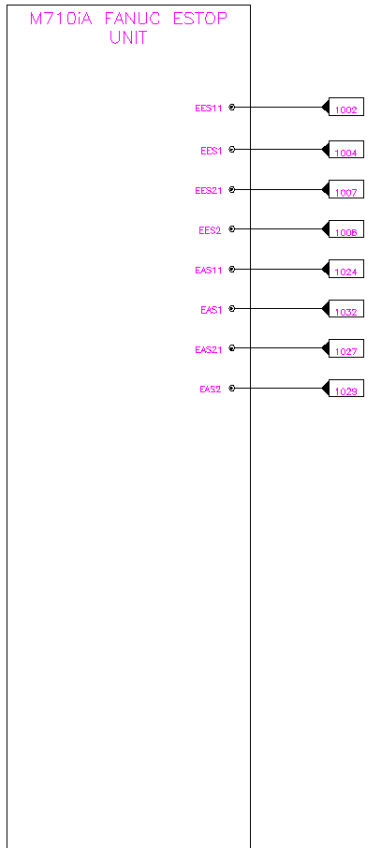 M710iA FANUC ESTOP
UNIT
EES11 1002
EES1 1004
EES21 1007
EES2 1008
EAS11 1024
EAS1 1032
EAS21 1027
EAS2 1029